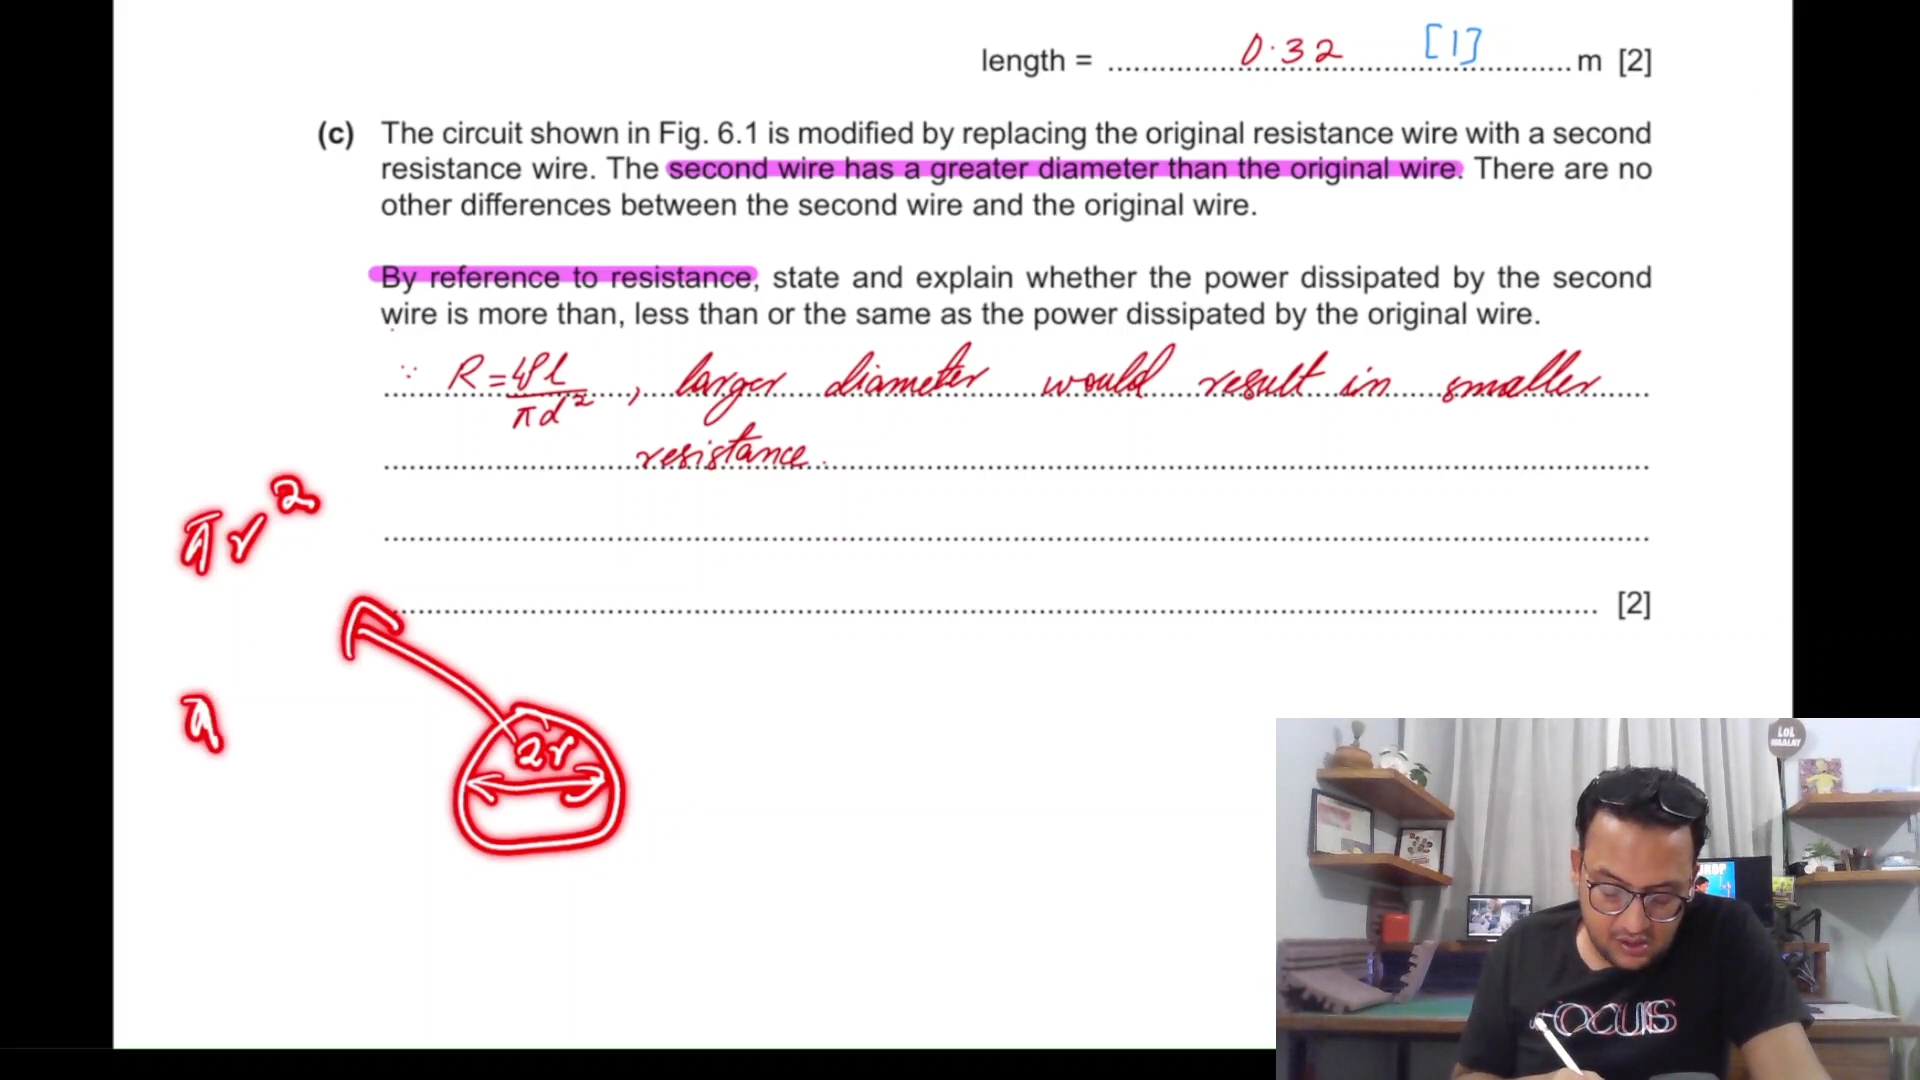 length = ........ 0.32 [1] ........ m [2]
(c) The circuit shown in Fig. 6.1 is modified by replacing the original resistance wire with a second
resistance wire. The second wire has a greater diameter than the original wire. There are no
other differences between the second wire and the original wire.
By reference to resistance, state and explain whether the power dissipated by the second
wire is more than, less than or the same as the power dissipated by the original wire.
∵ R = 4ρl / πd², larger diameter would result in smaller
resistance.
πr²
[2]
π
2r
LOL
FOCUS